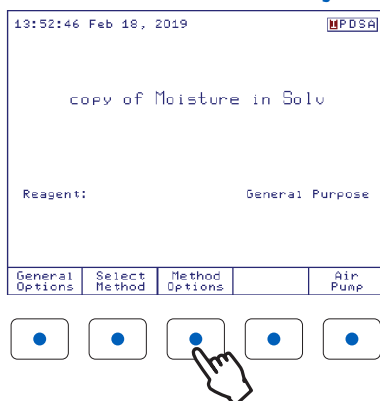 13:52:46 Feb 18, 2019 PDSA
copy of Moisture in Solv
Reagent: General Purpose
General Options Select Method Method Options Air Pump